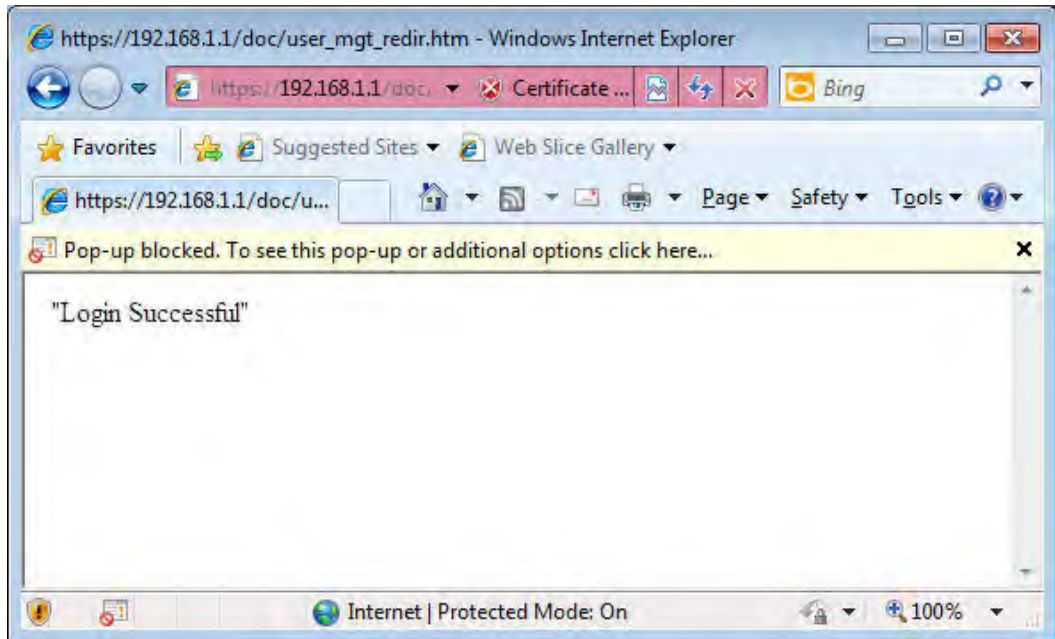 https://192.168.1.1/doc/user_mgt_redir.htm - Windows Internet Explorer
https://192.168.1.1/doc. Certificate ... Bing
Favorites Suggested Sites Web Slice Gallery
https://192.168.1.1/doc/u... Page Safety Tools
Pop-up blocked. To see this pop-up or additional options click here...
"Login Successful"
Internet | Protected Mode: On 100%